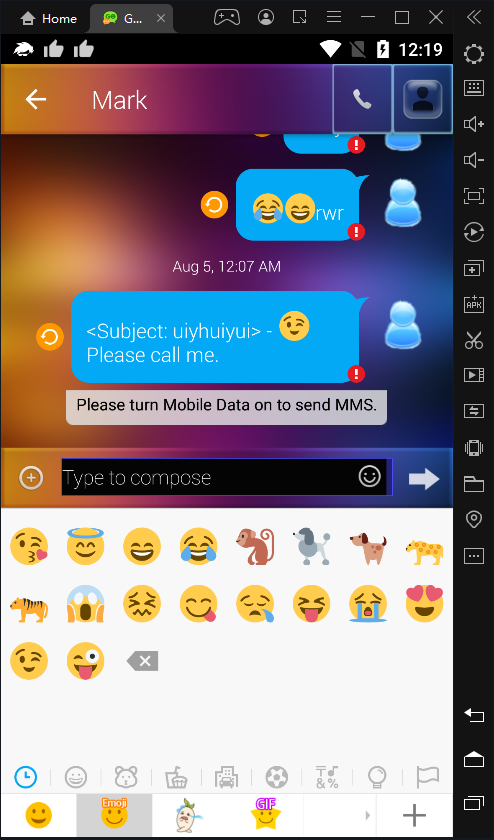 Home
G...
12:19
Mark
rwr
Aug 5, 12:07 AM
<Subject: uiyhuiyui> -
Please call me.
Please turn Mobile Data on to send MMS.
Type to compose
Emoji
GIF